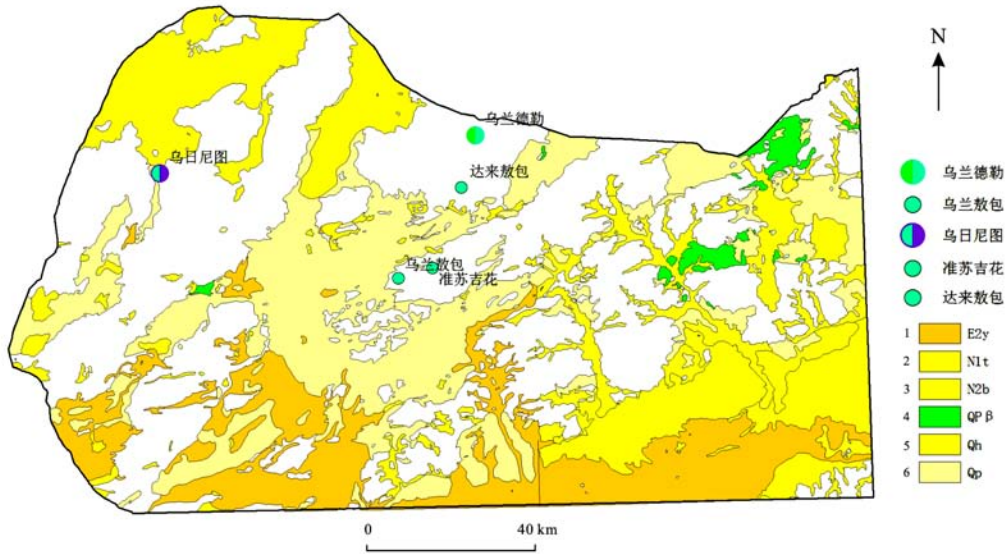 N
乌兰德勒
乌日尼图
达来敖包
乌兰敖包
准苏吉花
乌兰德勒
乌兰敖包
乌日尼图
准苏吉花
达来敖包
1 E2y
2 N1t
3 N2b
4 QPβ
5 Qh
6 Qp
0 40 km